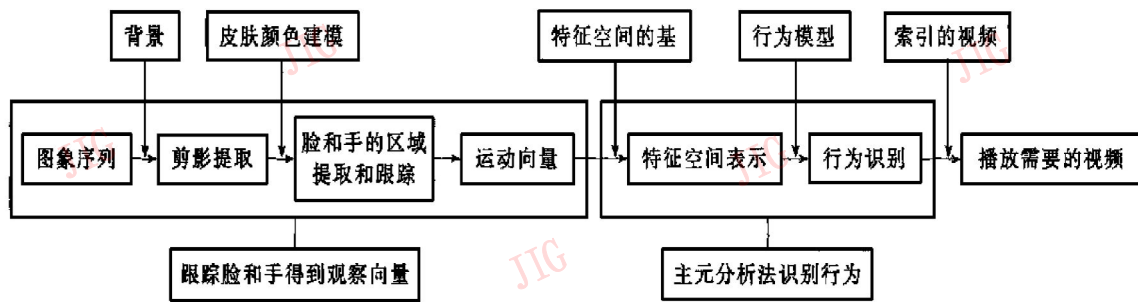 背景
皮肤颜色建模
特征空间的基
行为模型
索引的视频
图象序列
剪影提取
脸和手的区域
提取和跟踪
运动向量
特征空间表示
行为识别
播放需要的视频
跟踪脸和手得到观察向量
主元分析法识别行为
JIG
JIG
JIG
JIG
JIG